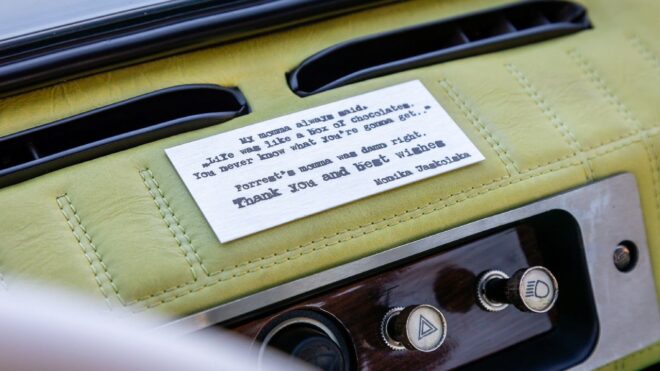 My momma always said,
„Life was like a box of chocolates.
You never know what you're gonna get..."
Forrest's momma was damn right.
Thank you and best wishes
Monika Jaskolska